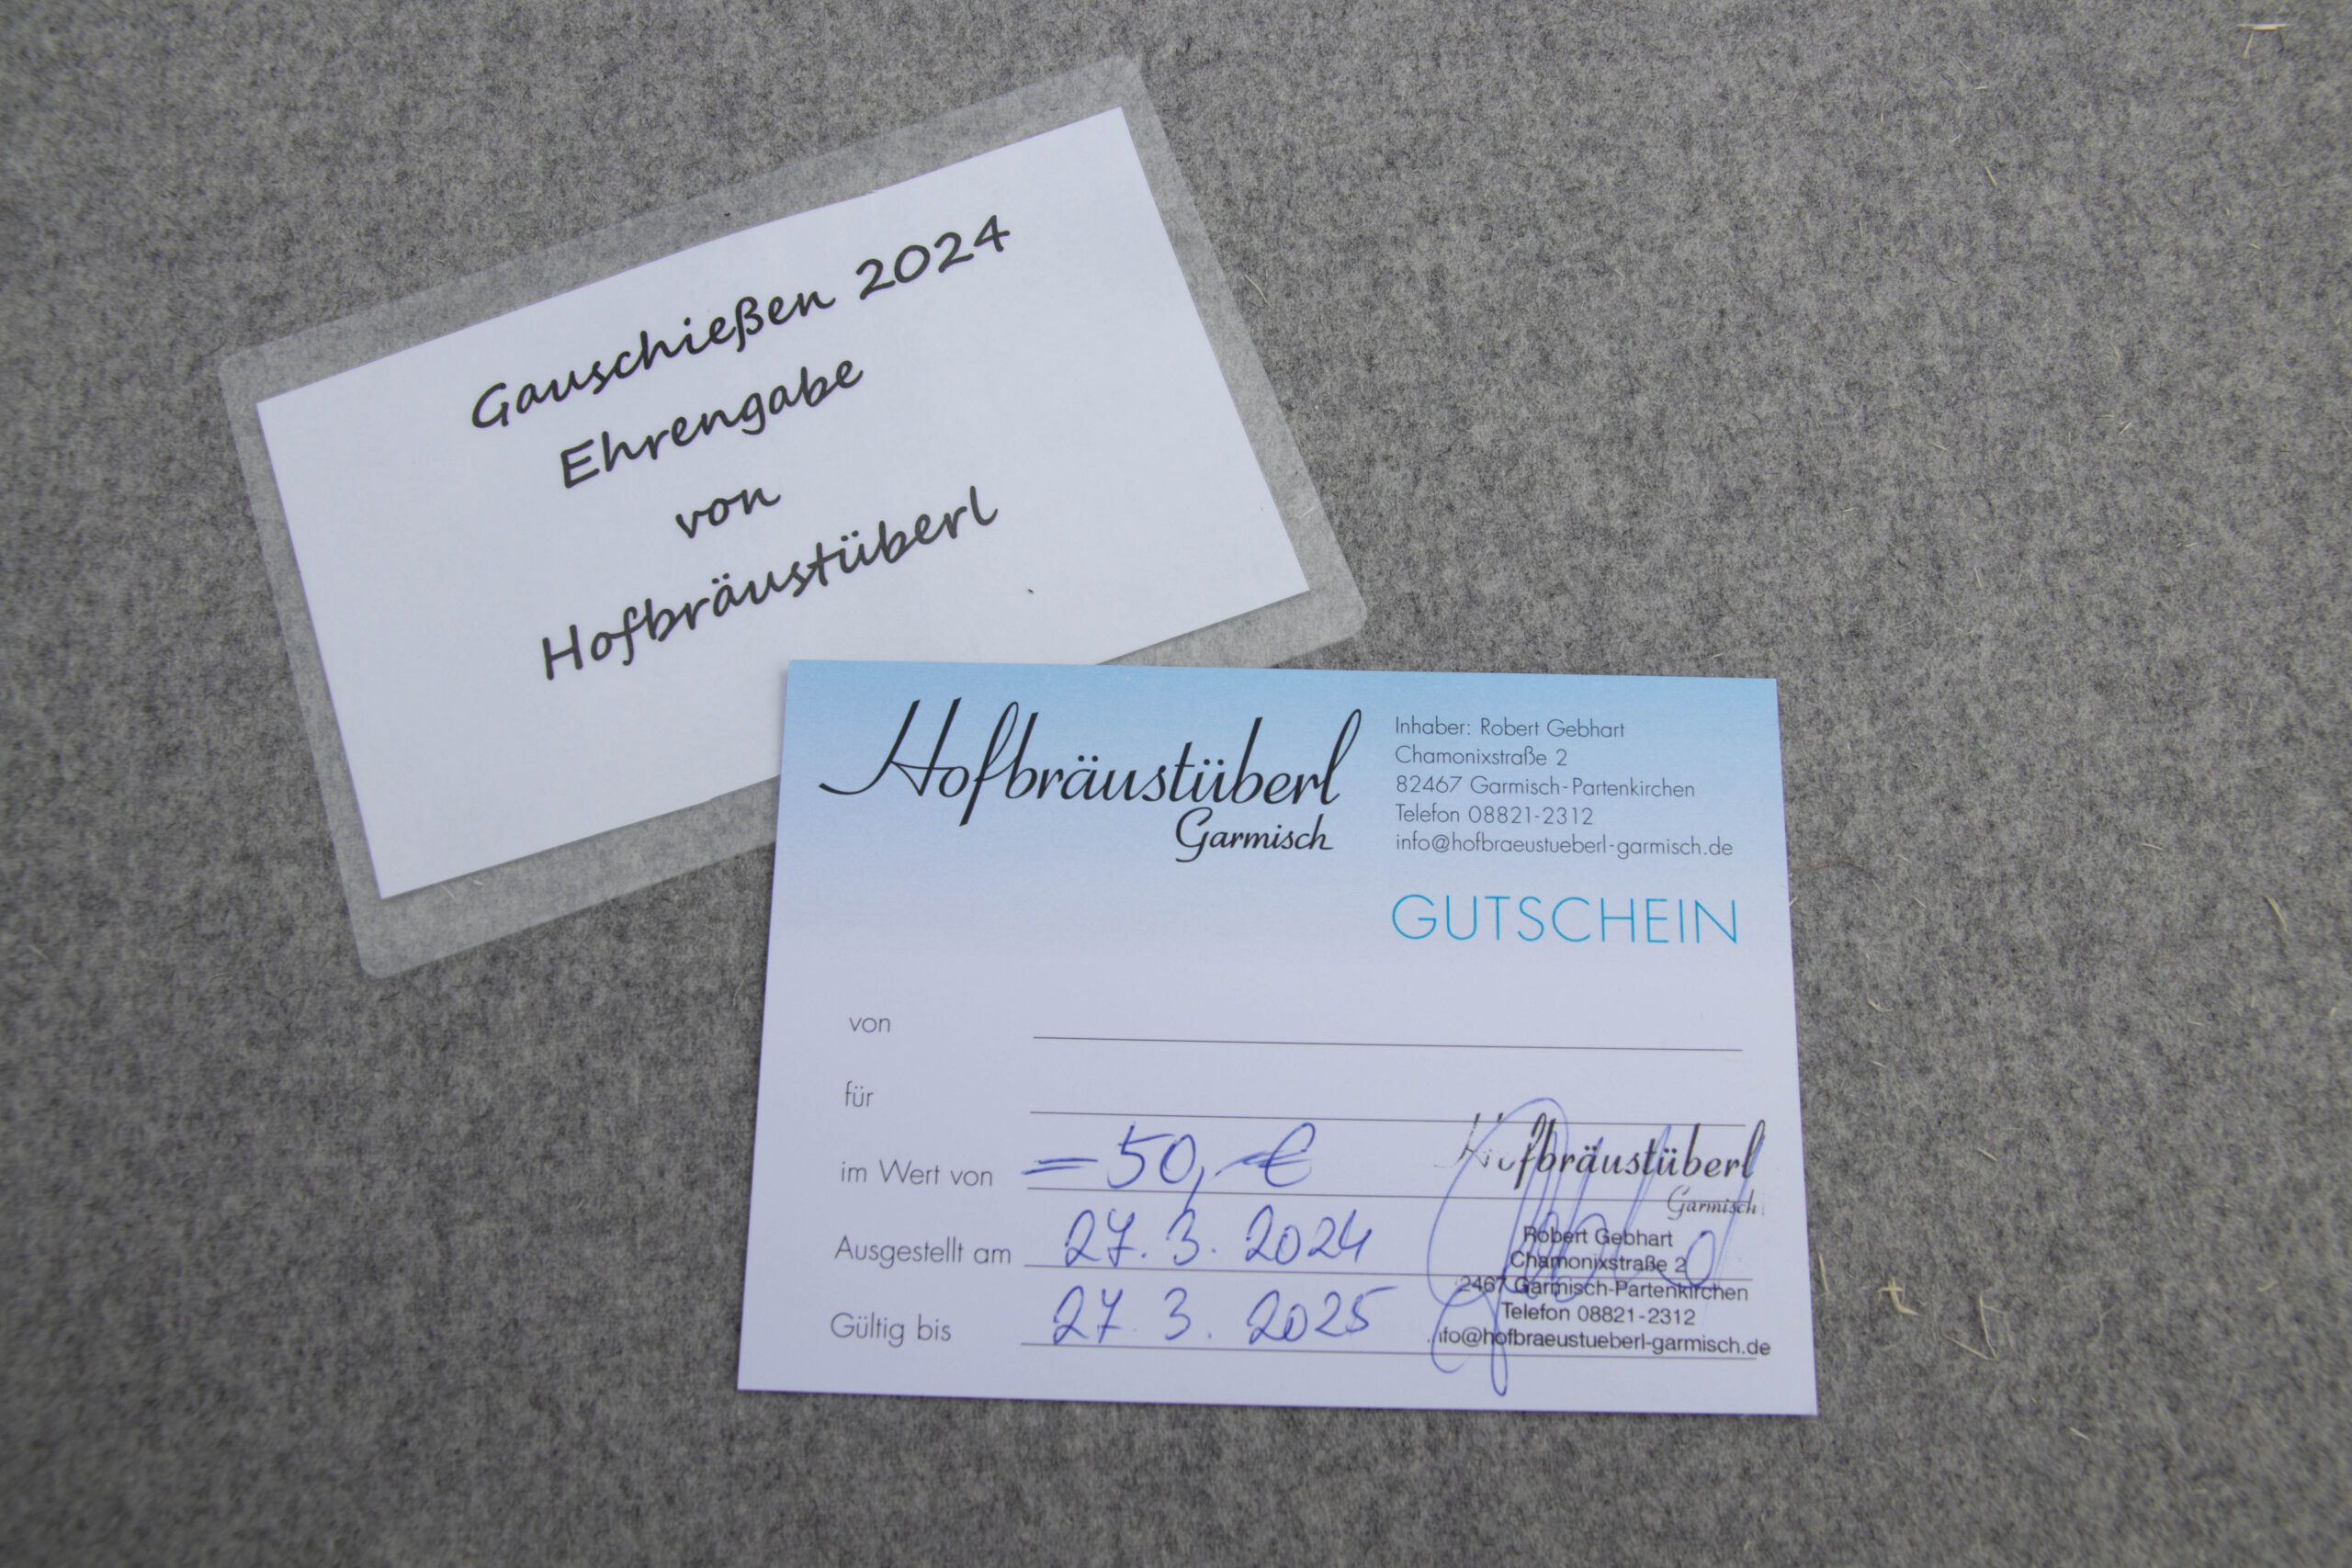 Gauschießen 2024
Ehrengabe
von
Hofbräustüberl
Hofbräustüberl
Garmisch
Inhaber: Robert Gebhart
Chamonixstraße 2
82467 Garmisch-Partenkirchen
Telefon 08821-2312
info@hofbraeustueberl-garmisch.de
GUTSCHEIN
von
für
im Wert von =50,-€
Ausgestellt am 27.3.2024
Gültig bis 27.3.2025
Hofbräustüberl
Garmisch
Robert Gebhart
Chamonixstraße 2
2467 Garmisch-Partenkirchen
Telefon 08821-2312
nfo@hofbraeustueberl-garmisch.de